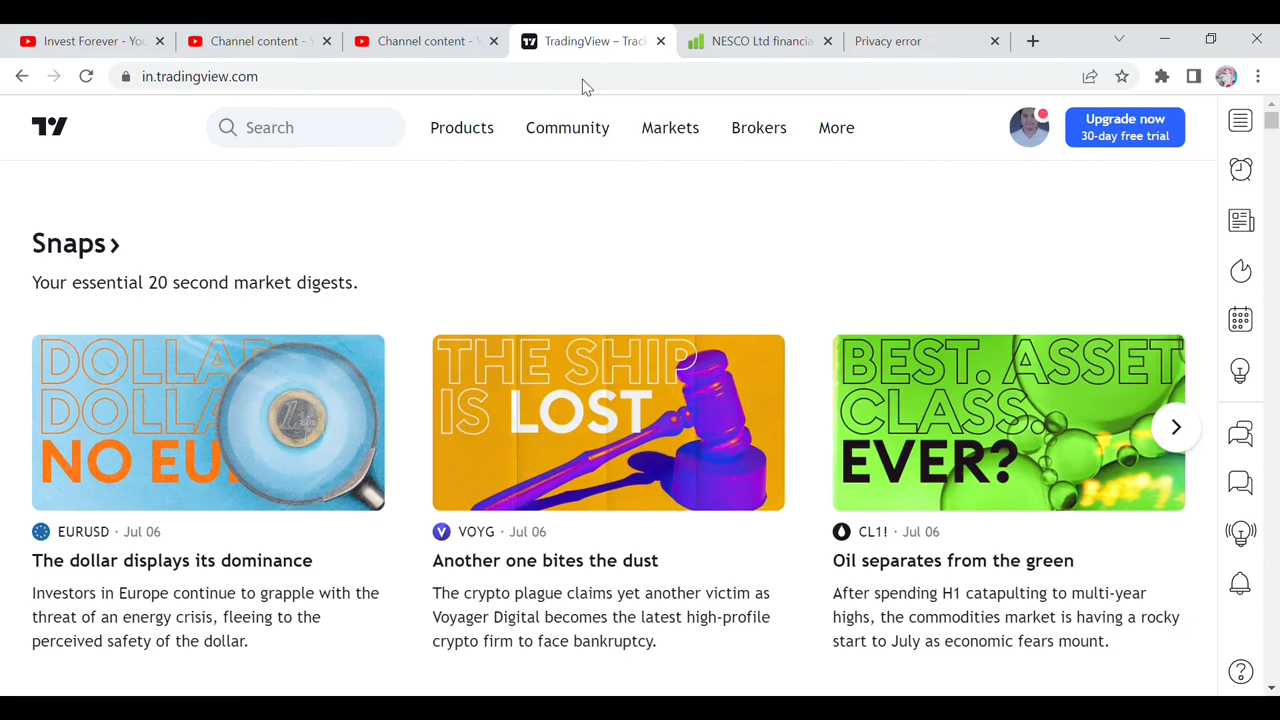 Invest Forever - You
Channel content - Y
Channel content - Y
TradingView – Track
NESCO Ltd financia
Privacy error
in.tradingview.com
Search
Products
Community
Markets
Brokers
More
Upgrade now
30-day free trial
Snaps
Your essential 20 second market digests.
DOLLAR
DOLLA
NO EU
THE SHIP
IS LOST
BEST. ASSET
CLASS.
EVER?
EURUSD · Jul 06
VOYG · Jul 06
CL1! · Jul 06
The dollar displays its dominance
Another one bites the dust
Oil separates from the green
Investors in Europe continue to grapple with the
threat of an energy crisis, fleeing to the
perceived safety of the dollar.
The crypto plague claims yet another victim as
Voyager Digital becomes the latest high-profile
crypto firm to face bankruptcy.
After spending H1 catapulting to multi-year
highs, the commodities market is having a rocky
start to July as economic fears mount.